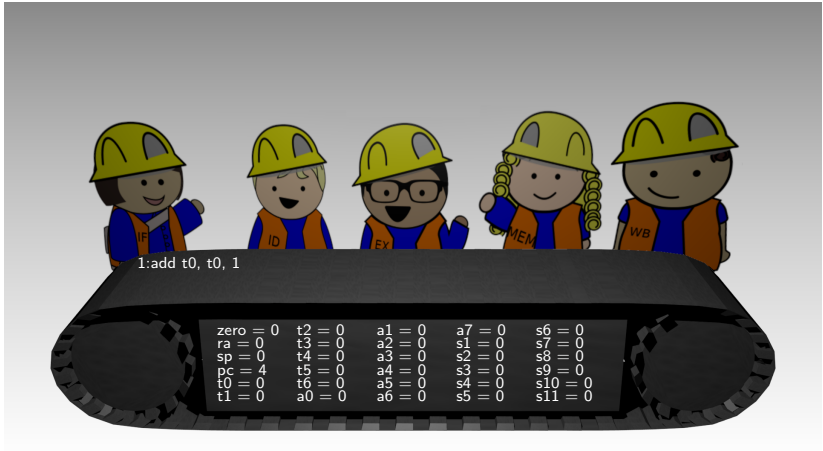 IF
ID
EX
MEM
WB
1:add t0, t0, 1
zero = 0 t2 = 0 a1 = 0 a7 = 0 s6 = 0
ra = 0 t3 = 0 a2 = 0 s1 = 0 s7 = 0
sp = 0 t4 = 0 a3 = 0 s2 = 0 s8 = 0
pc = 4 t5 = 0 a4 = 0 s3 = 0 s9 = 0
t0 = 0 t6 = 0 a5 = 0 s4 = 0 s10 = 0
t1 = 0 a0 = 0 a6 = 0 s5 = 0 s11 = 0